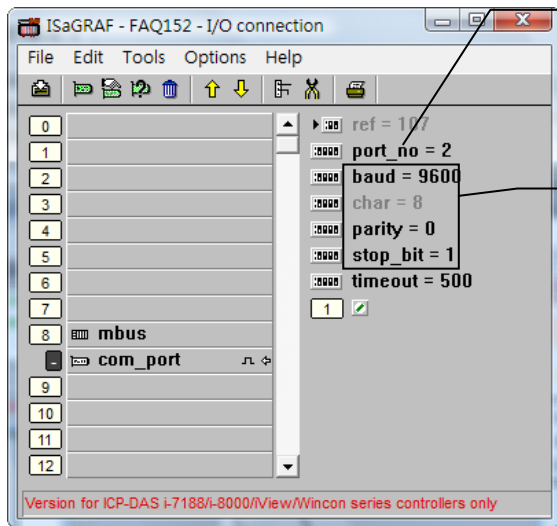 ISaGRAF - FAQ152 - I/O connection
File Edit Tools Options Help
0
1
2
3
4
5
6
7
8 mbus
- com_port
9
10
11
12
ref = 107
port_no = 2
baud = 9600
char = 8
parity = 0
stop_bit = 1
timeout = 500
1
Version for ICP-DAS i-7188/i-8000/iView/Wincon series controllers only